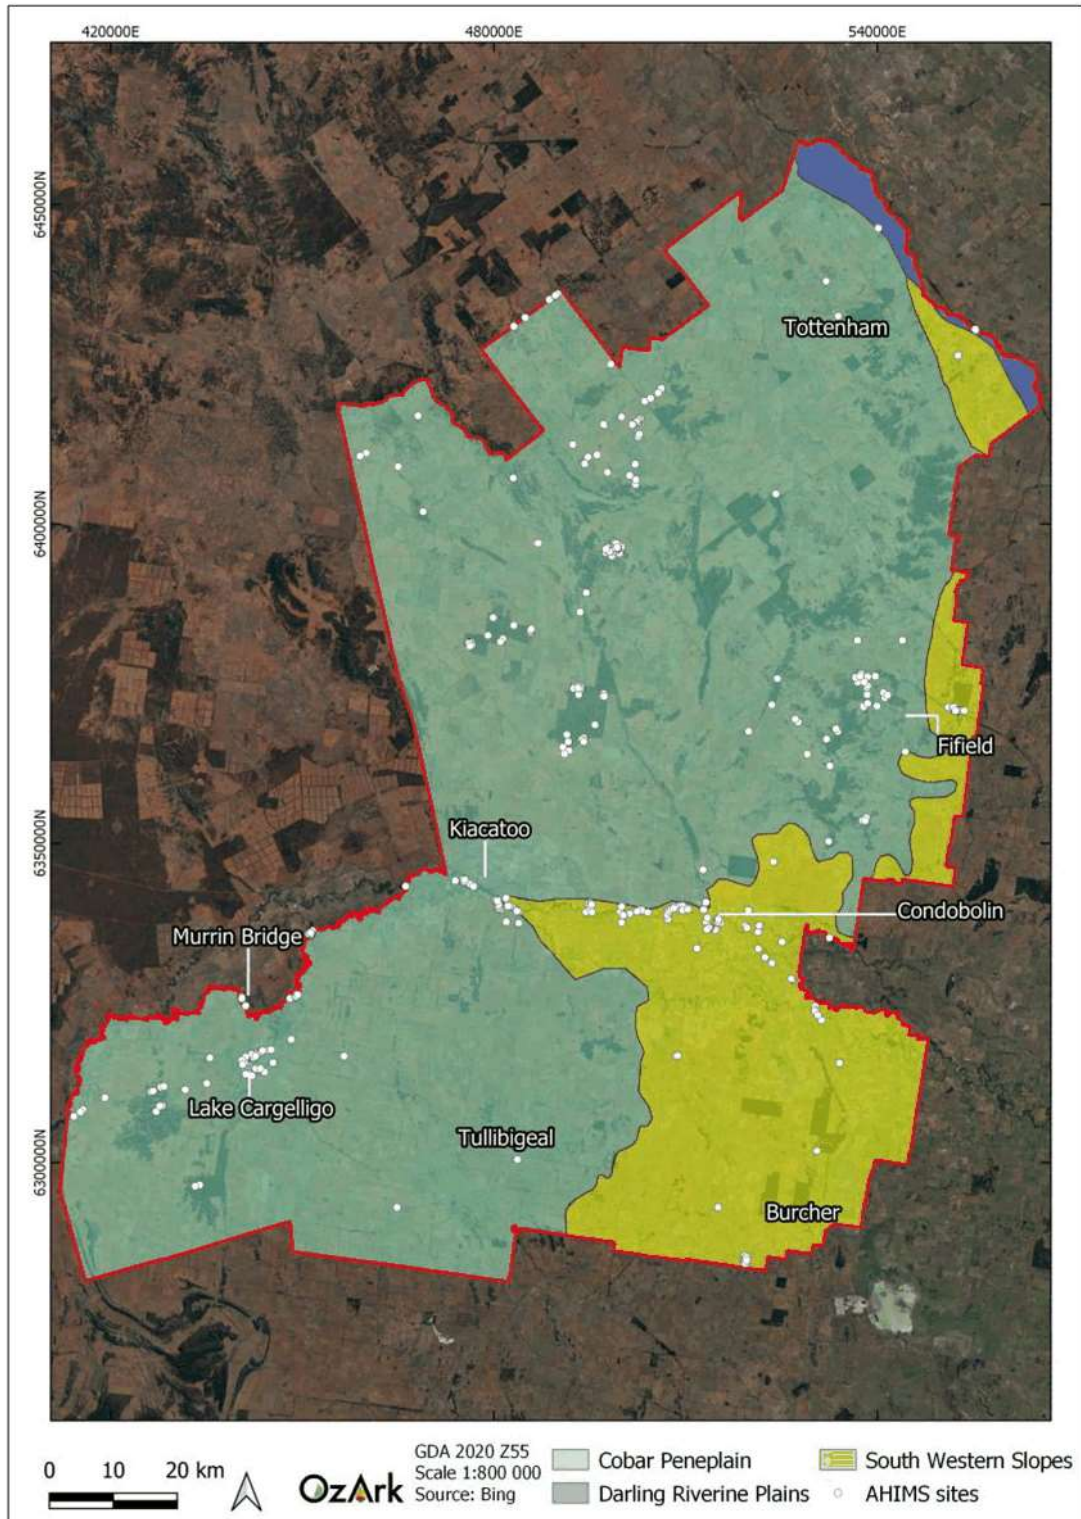 420000E 480000E 540000E
6450000N
Tottenham
6400000N
Fifield
Kiacatoo
6350000N
Condobolin
Murrin Bridge
Lake Cargelligo
Tullibigeal
6300000N
Burcher
0 10 20 km
OzArk
GDA 2020 Z55
Scale 1:800 000
Source: Bing
Cobar Peneplain
Darling Riverine Plains
South Western Slopes
AHIMS sites